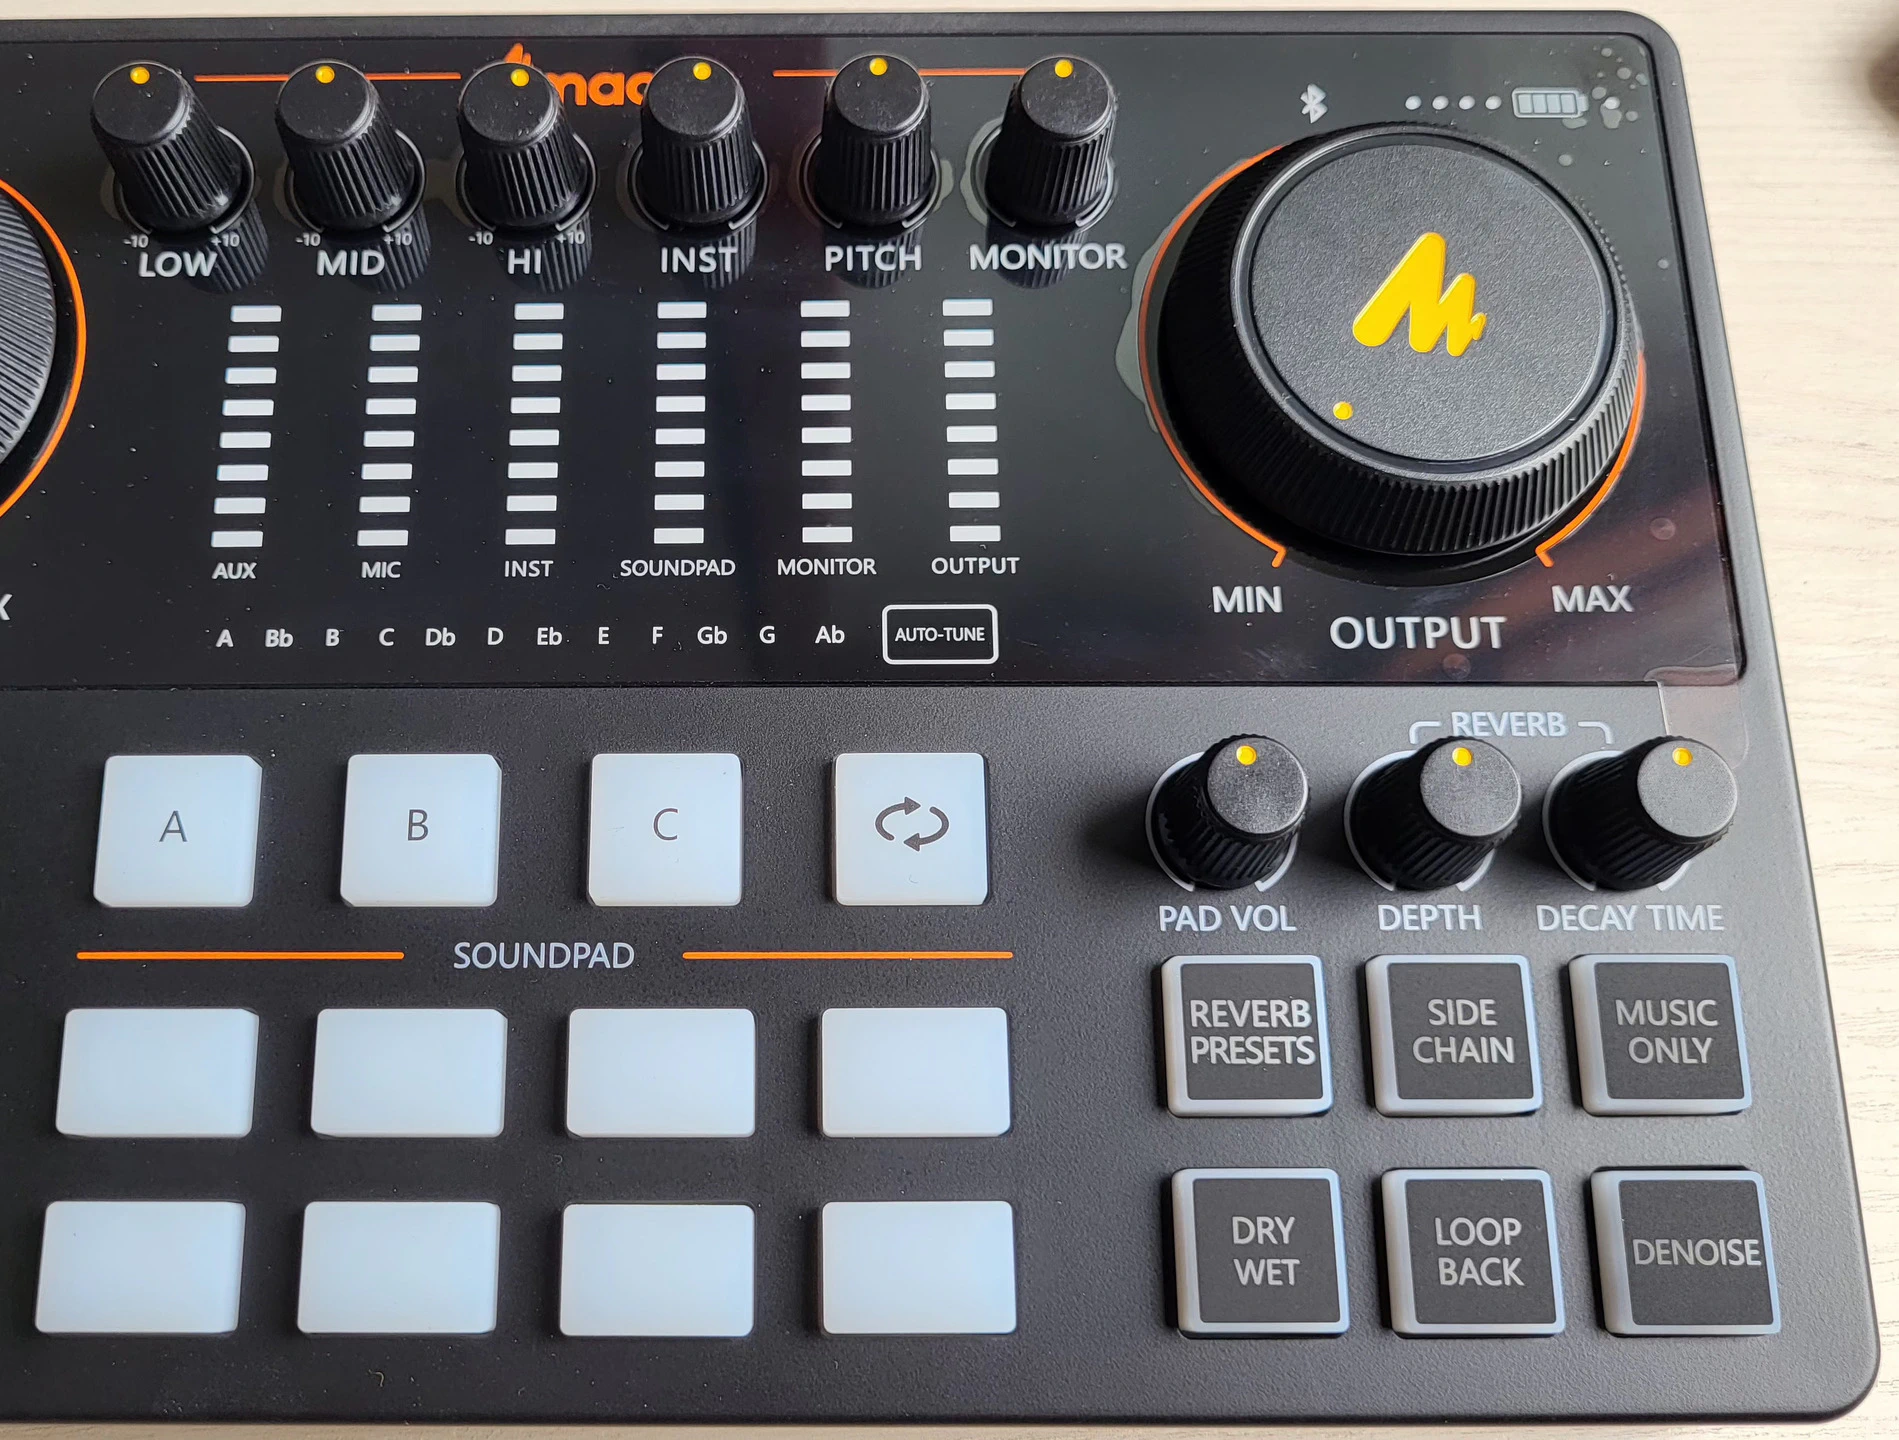 -10 +10 -10 +10 -10 +10
LOW MID HI INST PITCH MONITOR
AUX MIC INST SOUNDPAD MONITOR OUTPUT
A Bb B C Db D Eb E F Gb G Ab AUTO-TUNE
MIN MAX
OUTPUT
REVERB
A B C
PAD VOL DEPTH DECAY TIME
SOUNDPAD
REVERB
PRESETS
SIDE
CHAIN
MUSIC
ONLY
DRY
WET
LOOP
BACK
DENOISE